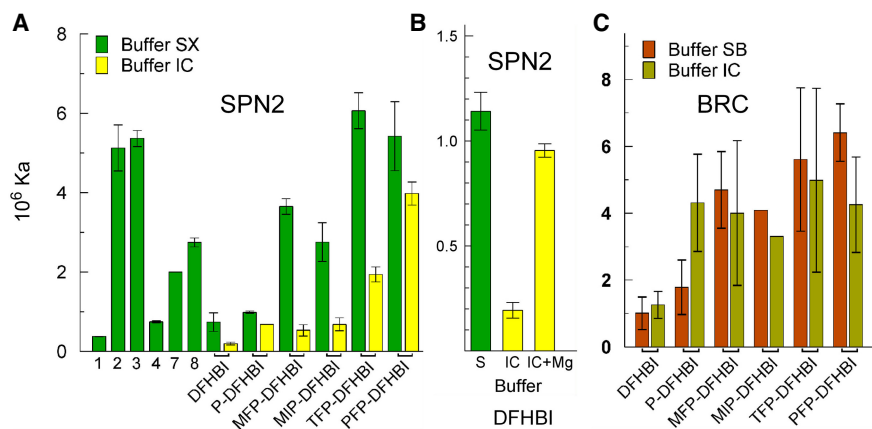 A
Buffer SX
Buffer IC
SPN2
10^6 Ka
8
6
4
2
0
1 2 3 4 7 8 DFHBI P-DFHBI MFP-DFHBI MIP-DFHBI TFP-DFHBI PFP-DFHBI
B
SPN2
1.5
1.0
0.5
S IC IC+Mg
Buffer
DFHBI
C
Buffer SB
Buffer IC
BRC
8
6
4
2
0
DFHBI P-DFHBI MFP-DFHBI MIP-DFHBI TFP-DFHBI PFP-DFHBI